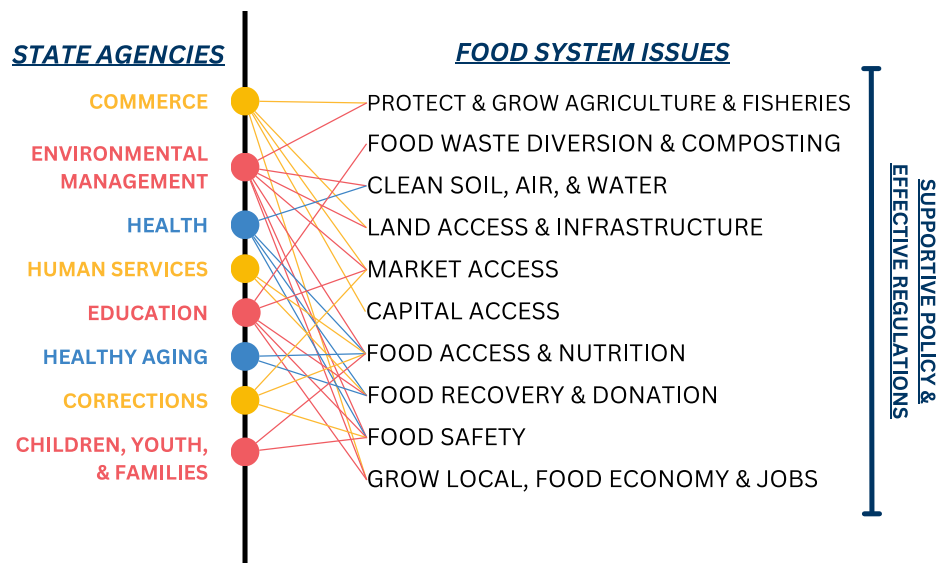 STATE AGENCIES
COMMERCE
ENVIRONMENTAL
MANAGEMENT
HEALTH
HUMAN SERVICES
EDUCATION
HEALTHY AGING
CORRECTIONS
CHILDREN, YOUTH,
& FAMILIES
FOOD SYSTEM ISSUES
PROTECT & GROW AGRICULTURE & FISHERIES
FOOD WASTE DIVERSION & COMPOSTING
CLEAN SOIL, AIR, & WATER
LAND ACCESS & INFRASTRUCTURE
MARKET ACCESS
CAPITAL ACCESS
FOOD ACCESS & NUTRITION
FOOD RECOVERY & DONATION
FOOD SAFETY
GROW LOCAL, FOOD ECONOMY & JOBS
SUPPORTIVE POLICY &
EFFECTIVE REGULATIONS